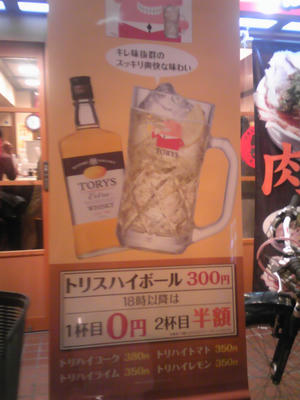 キレ味抜群の
スッキリ爽快な味わい
TORYS
TORYS
Extra
WHISKY
トリスハイボール 300円
18時以降は
1杯目 0円 2杯目 半額
トリハイコーク 380円 トリハイトマト 350円
トリハイライム 350円 トリハイレモン 350円
肉